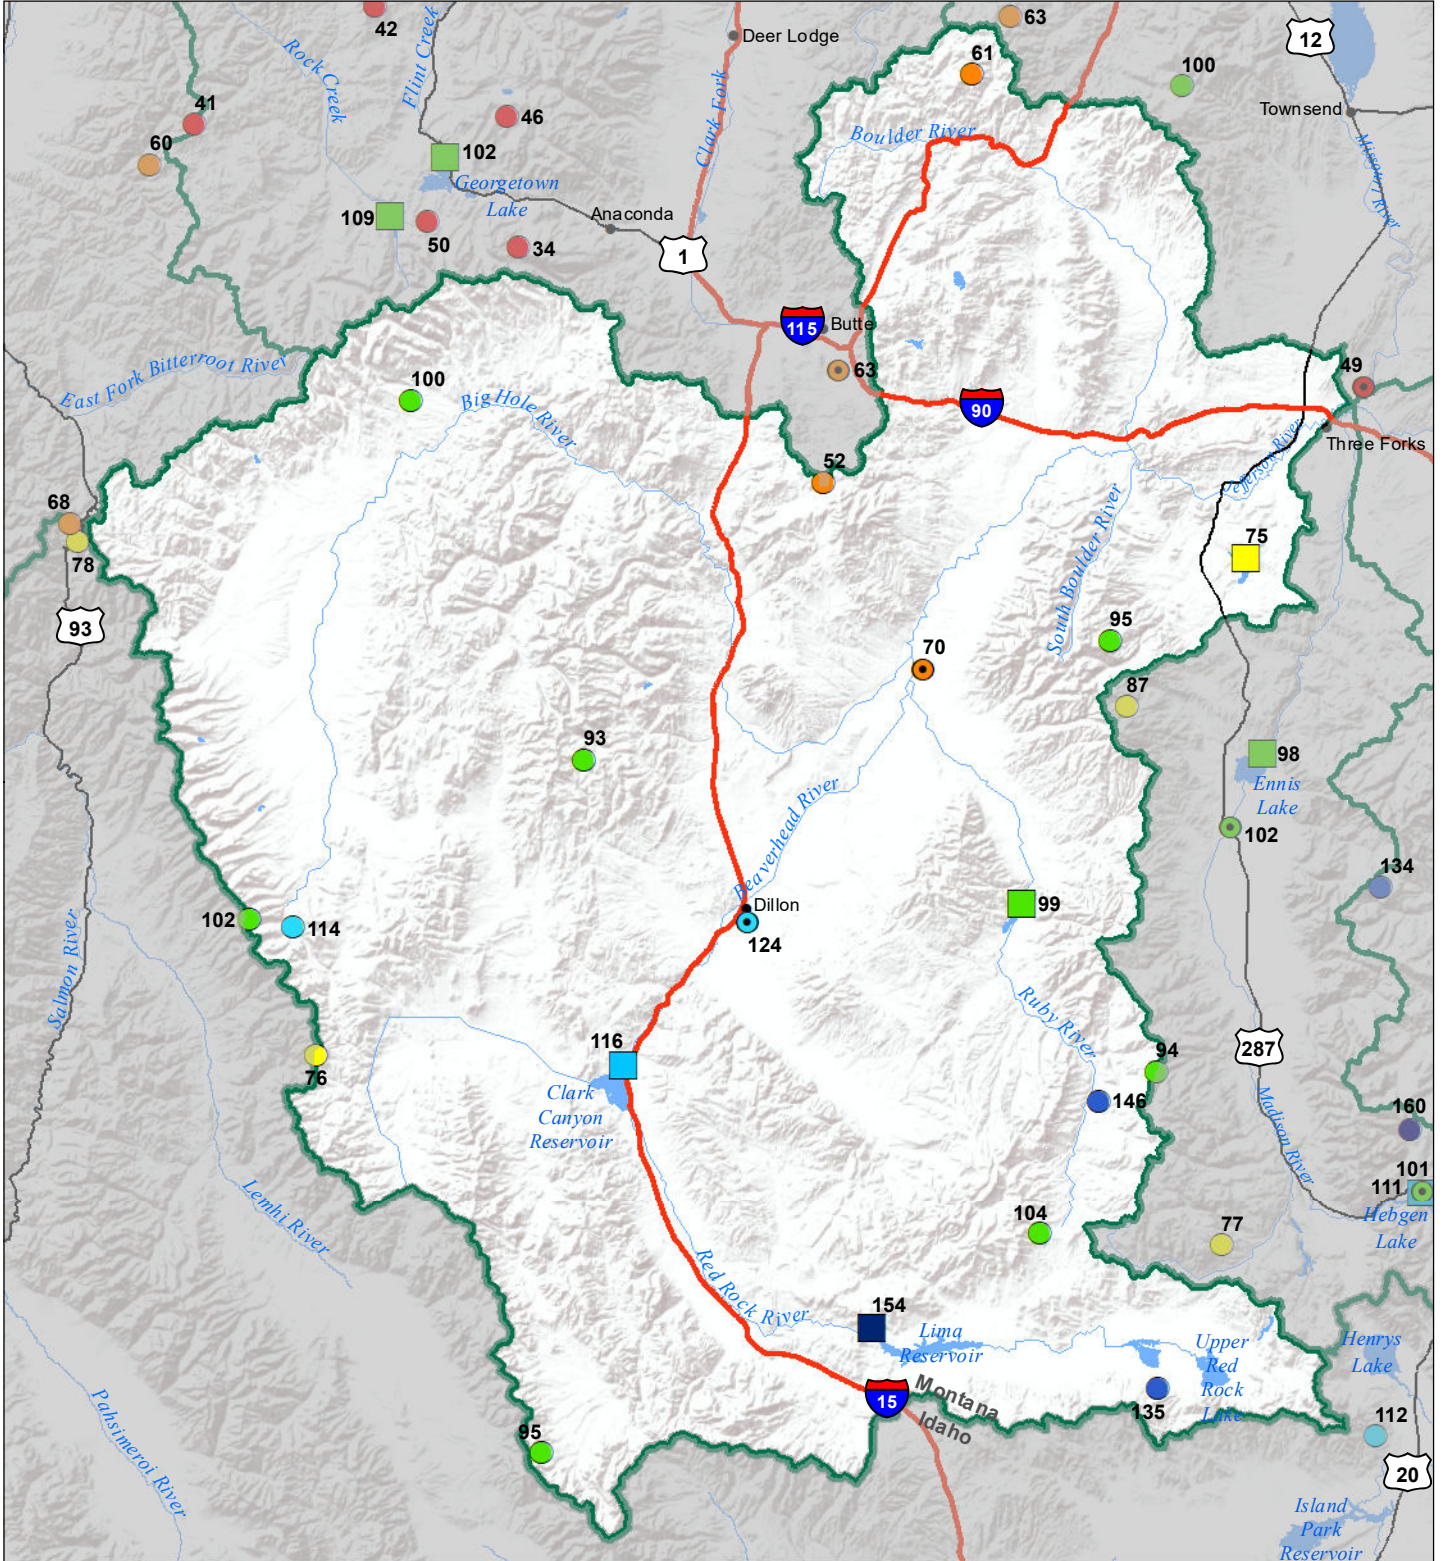 42
63
12
Deer Lodge
Rock Creek
Flint Creek
61
100
41
46
Clark Fork
Townsend
60
102
Boulder River
Missouri River
Georgetown
Lake
109
50
34
Anaconda
1
115
Butte
63
49
East Fork Bitterroot River
100
Big Hole River
90
Three Forks
Jefferson River
52
68
78
South Boulder River
75
93
95
70
87
93
98
Ennis
Lake
Beaverhead River
102
134
102
114
Dillon
124
99
Salmon River
Ruby River
116
94
287
76
Clark
Canyon
Reservoir
146
Madison River
160
101
111
Hebgen
Lake
Lemhi River
104
77
Red Rock River
154
Lima
Reservoir
Upper
Red
Rock
Lake
Henrys
Lake
15
Montana
Idaho
135
112
Pahsimeroi River
95
20
Island
Park
Reservoir